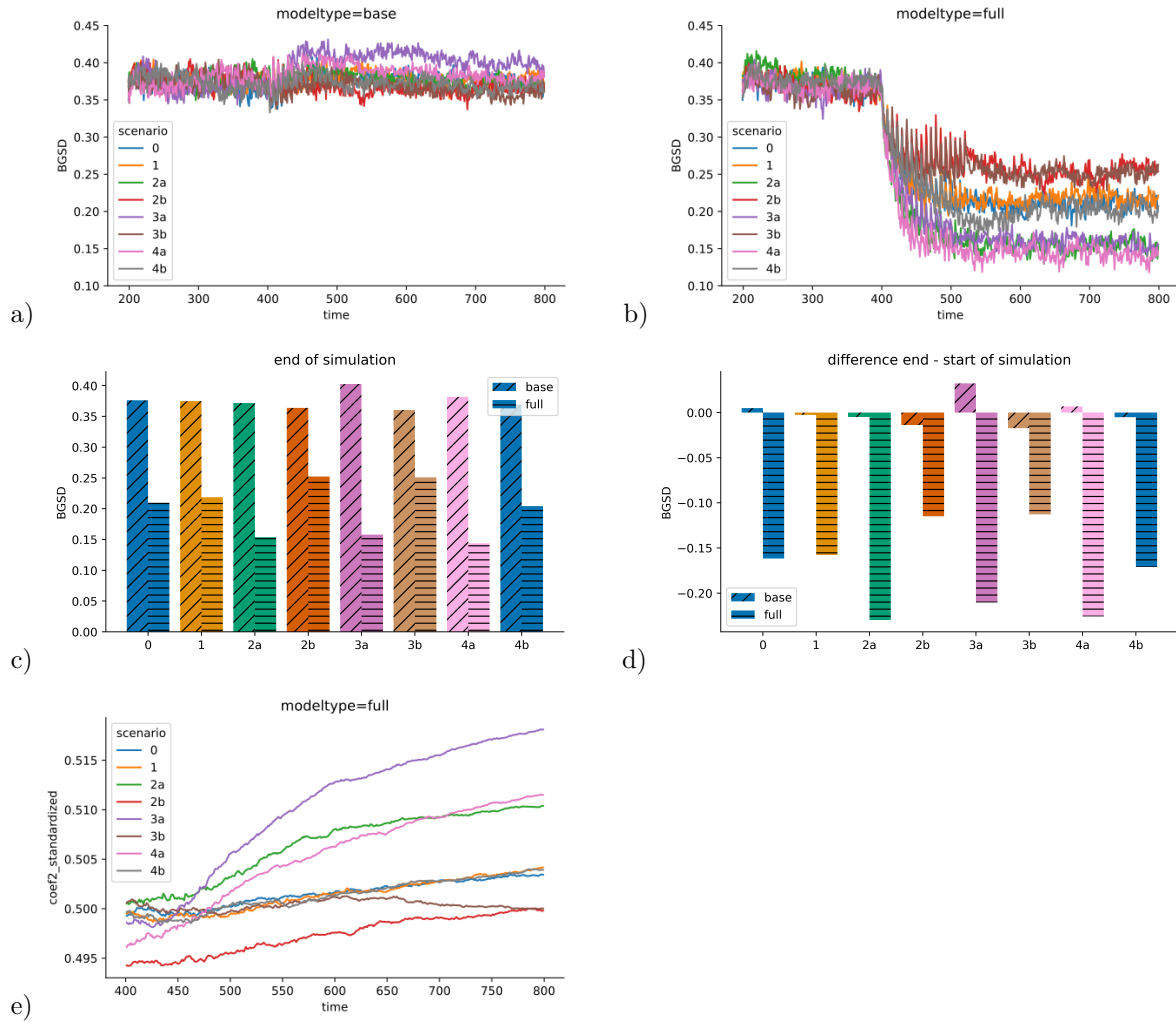 modeltype=base
0.45
0.40
0.35
0.30
0.25
0.20
0.15
0.10
BGSD
scenario
0
1
2a
2b
3a
3b
4a
4b
200 300 400 500 600 700 800
time
a)
modeltype=full
0.45
0.40
0.35
0.30
0.25
0.20
0.15
0.10
BGSD
scenario
0
1
2a
2b
3a
3b
4a
4b
200 300 400 500 600 700 800
time
b)
end of simulation
0.40
0.35
0.30
0.25
0.20
0.15
0.10
0.05
0.00
BGSD
base
full
0 1 2a 2b 3a 3b 4a 4b
c)
difference end - start of simulation
0.00
−0.05
−0.10
−0.15
−0.20
BGSD
base
full
0 1 2a 2b 3a 3b 4a 4b
d)
modeltype=full
0.515
0.510
0.505
0.500
0.495
coef2_standardized
scenario
0
1
2a
2b
3a
3b
4a
4b
400 450 500 550 600 650 700 750 800
time
e)